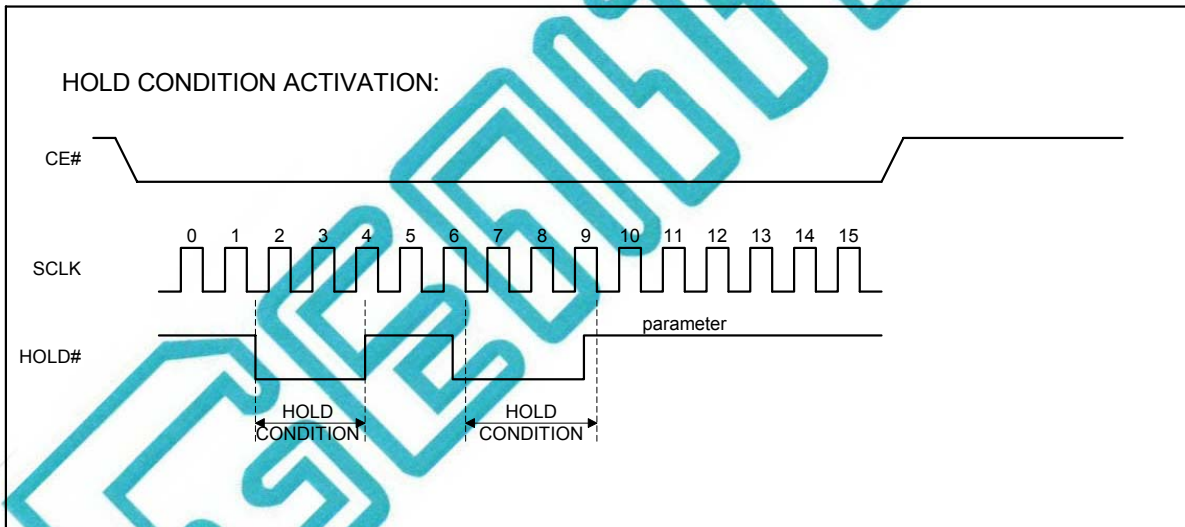 HOLD CONDITION ACTIVATION:
CE#
0 1 2 3 4 5 6 7 8 9 10 11 12 13 14 15
SCLK
parameter
HOLD#
HOLD CONDITION
HOLD CONDITION